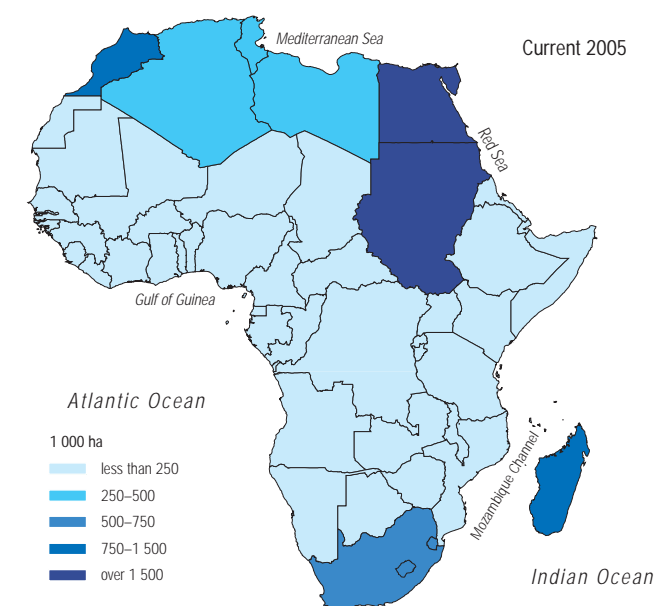 Mediterranean Sea
Current 2005
Red Sea
Gulf of Guinea
Atlantic Ocean
1 000 ha
less than 250
250–500
500–750
750–1 500
over 1 500
Mozambique Channel
Indian Ocean